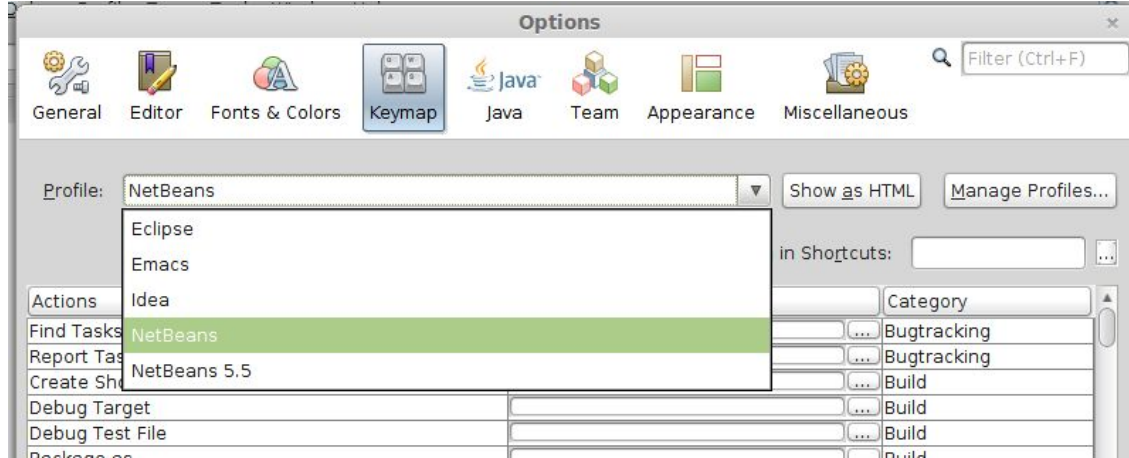 Options
Filter (Ctrl+F)
General Editor Fonts & Colors Keymap Java Java Team Appearance Miscellaneous
Profile: NetBeans Show as HTML Manage Profiles...
Eclipse
Emacs
Idea
NetBeans
NetBeans 5.5
in Shortcuts: ...
Actions Category
Find Tasks ... Bugtracking
Report Tas ... Bugtracking
Create Sho ... Build
Debug Target ... Build
Debug Test File ... Build